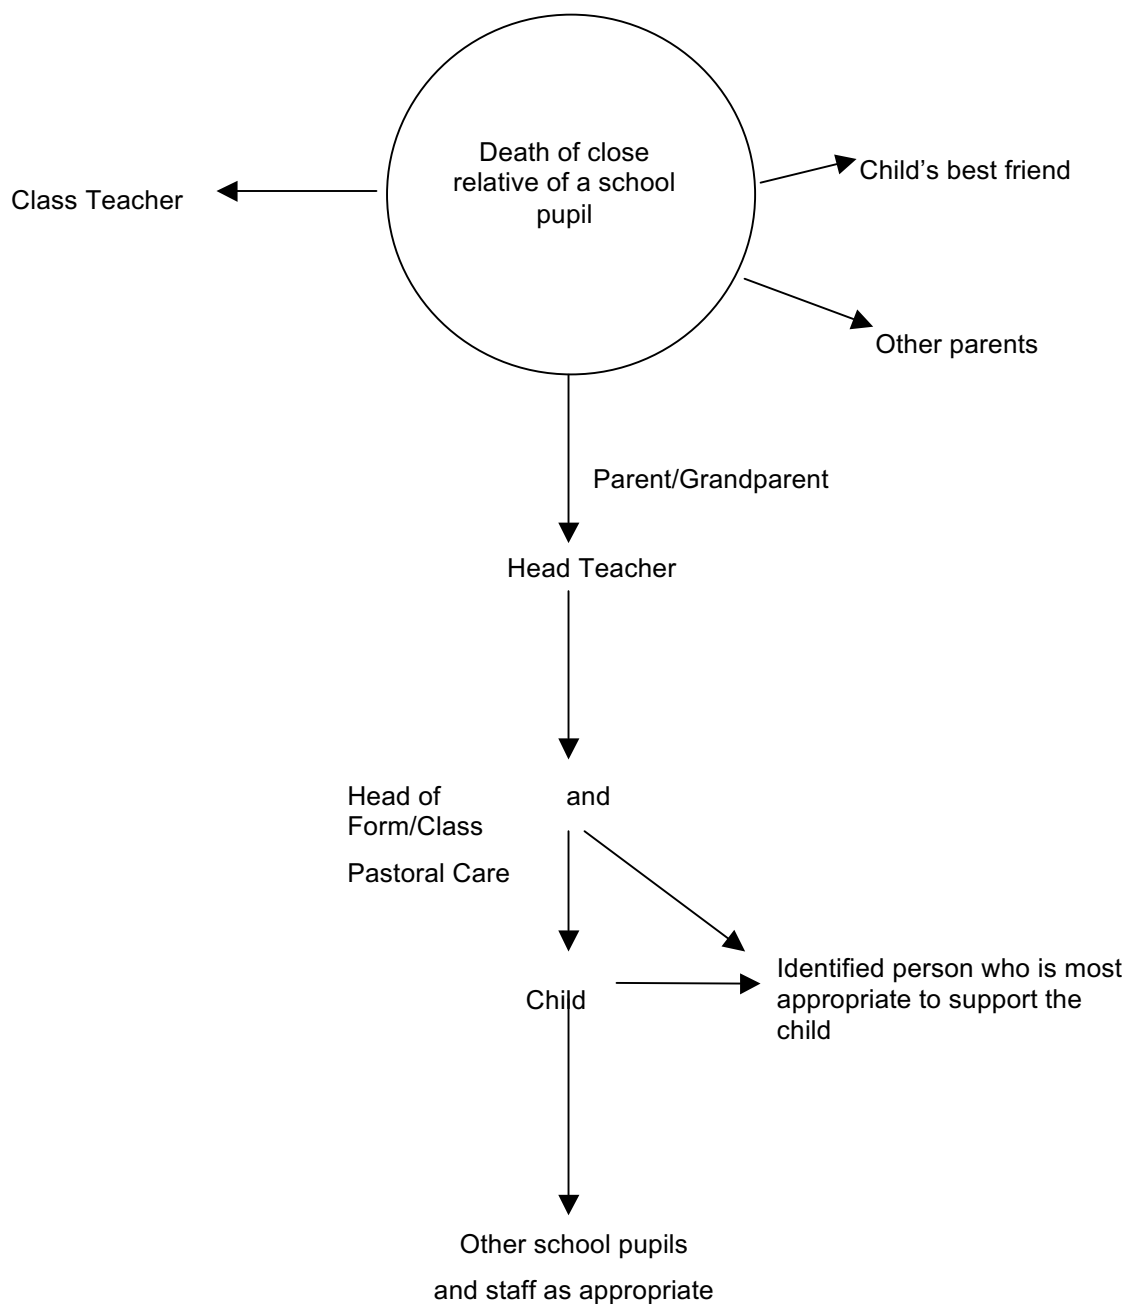 Death of close
relative of a school
pupil
Class Teacher
Child’s best friend
Other parents
Parent/Grandparent
Head Teacher
Head of
Form/Class
and
Pastoral Care
Child
Identified person who is most
appropriate to support the
child
Other school pupils
and staff as appropriate